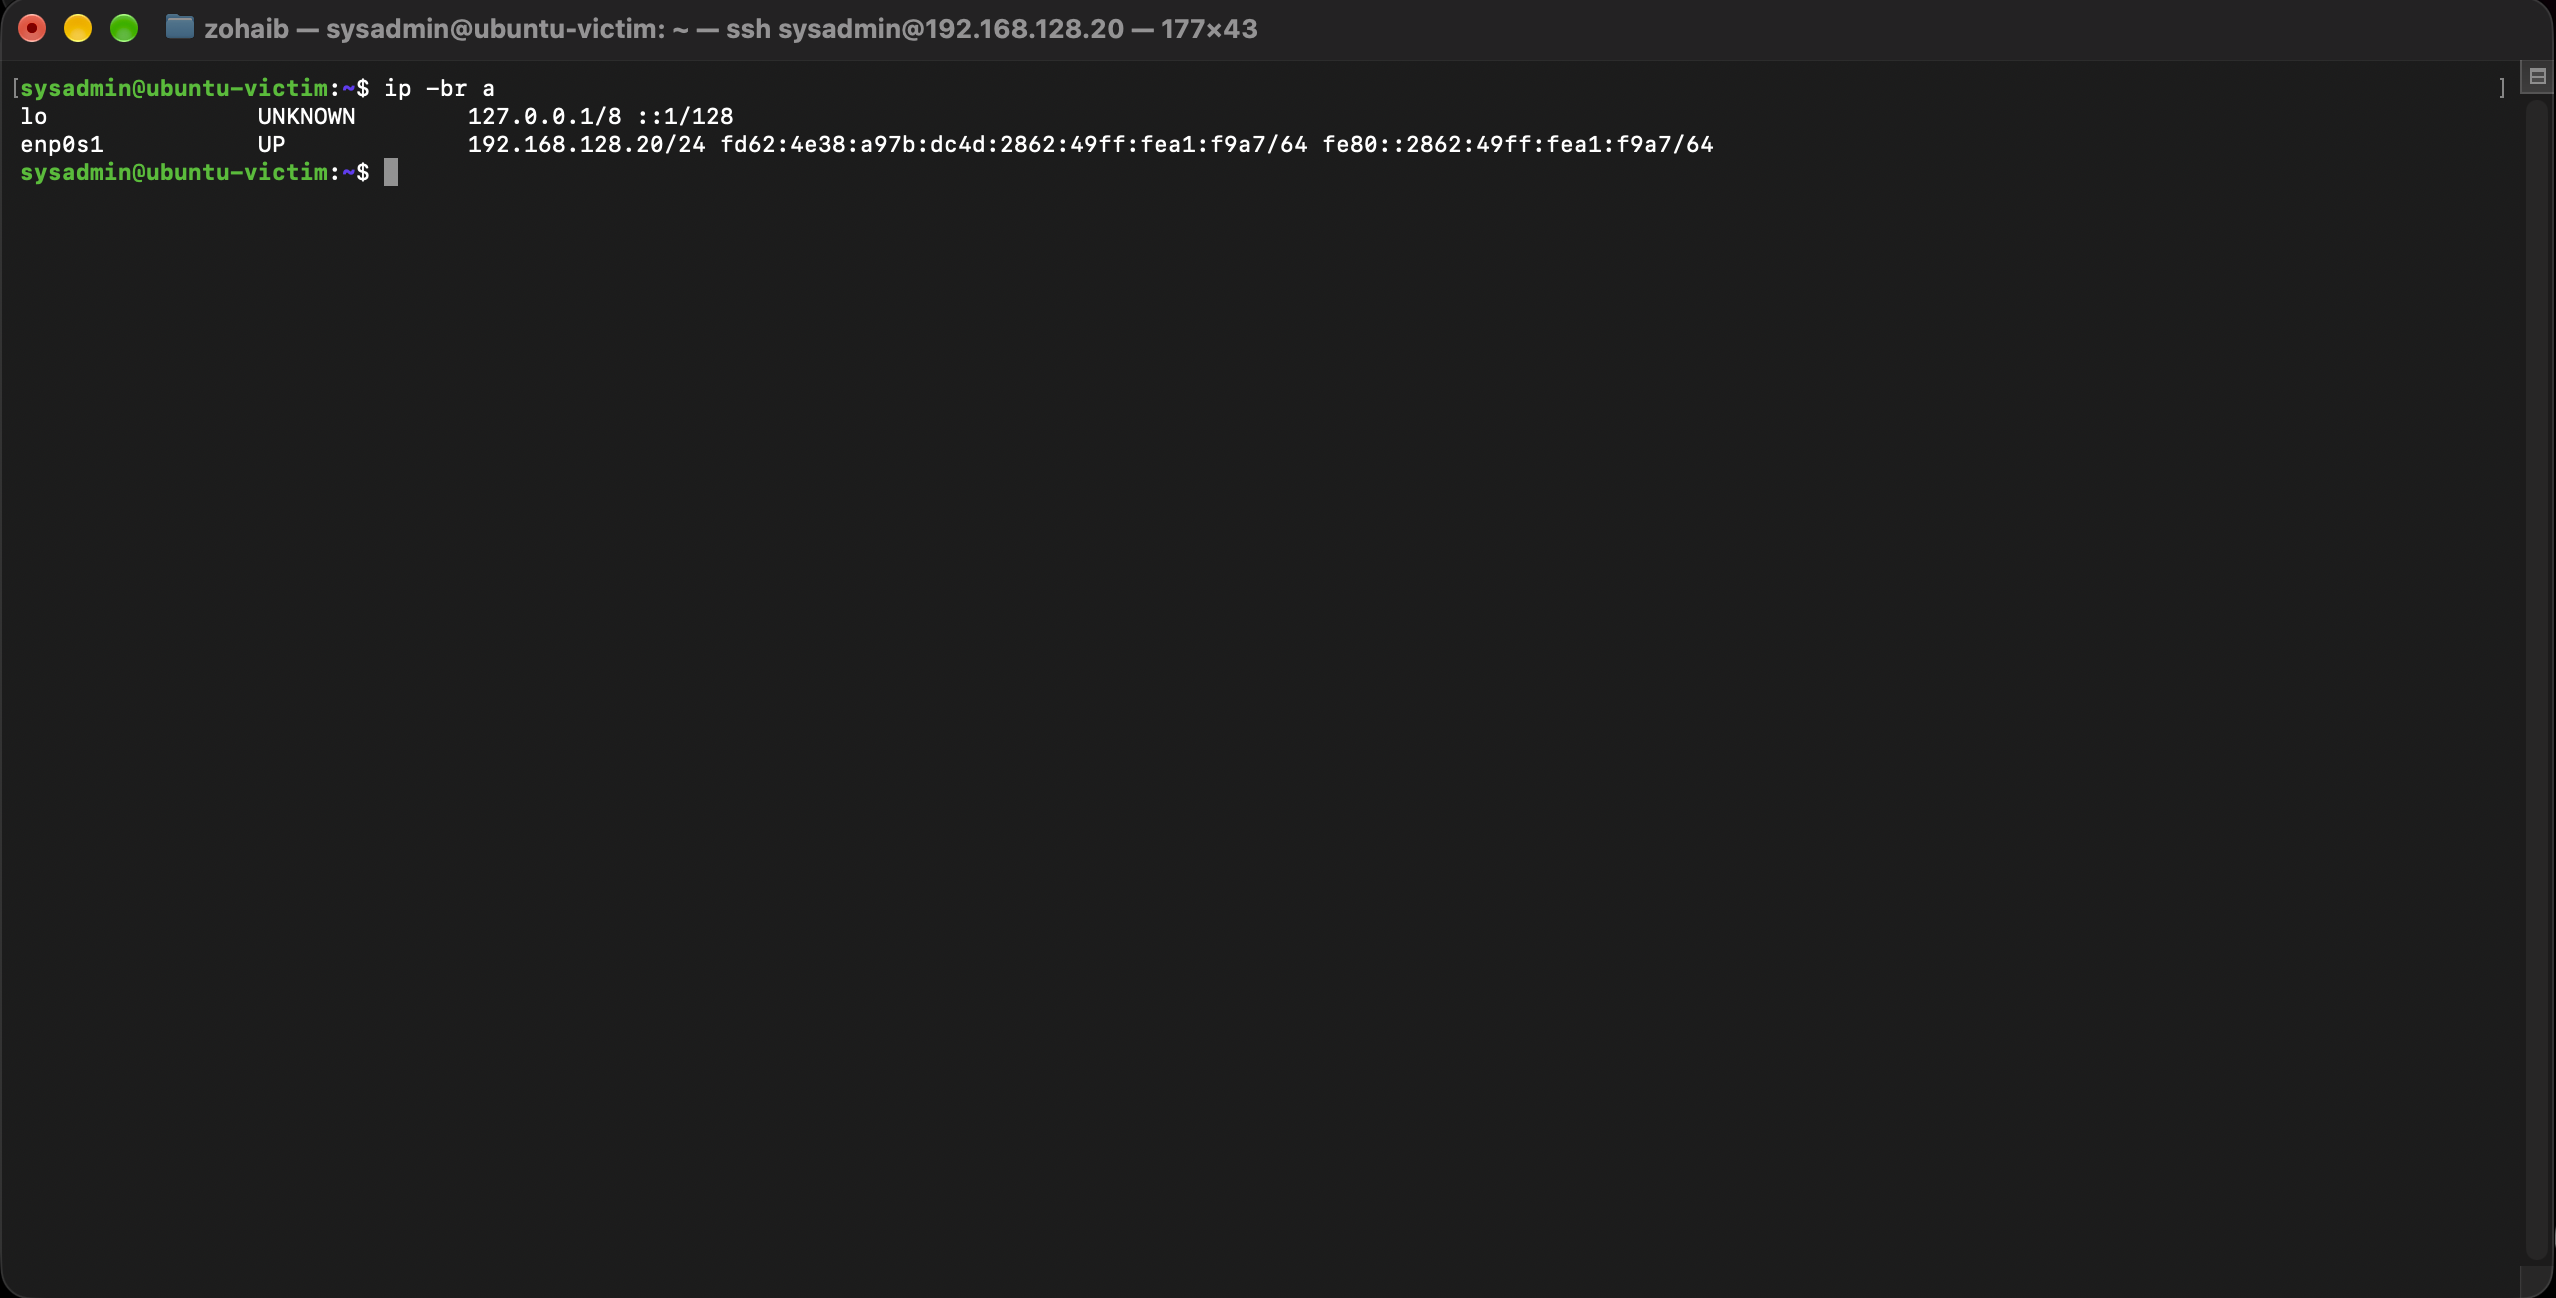 zohaib — sysadmin@ubuntu-victim: ~ — ssh sysadmin@192.168.128.20 — 177×43
[sysadmin@ubuntu-victim:~$ ip -br a ]
lo UNKNOWN 127.0.0.1/8 ::1/128
enp0s1 UP 192.168.128.20/24 fd62:4e38:a97b:dc4d:2862:49ff:fea1:f9a7/64 fe80::2862:49ff:fea1:f9a7/64
sysadmin@ubuntu-victim:~$